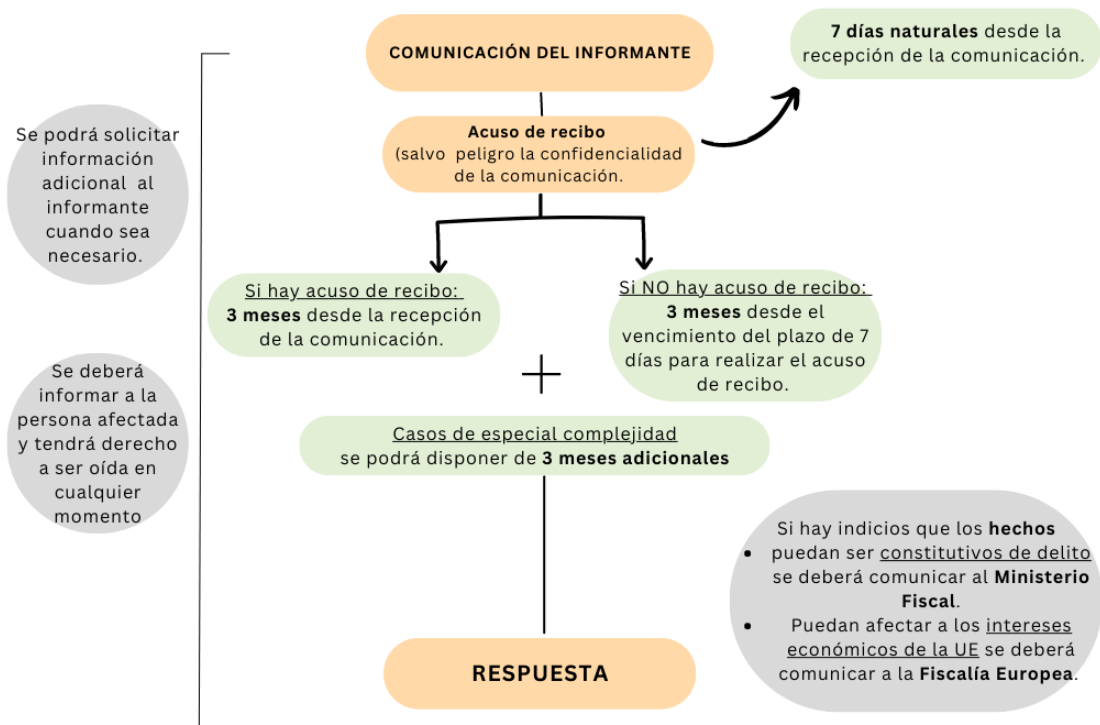 COMUNICACIÓN DEL INFORMANTE
7 días naturales desde la
recepción de la comunicación.
Acuso de recibo
(salvo peligro la confidencialidad
de la comunicación.
Se podrá solicitar
información
adicional al
informante
cuando sea
necesario.
Si hay acuso de recibo:
3 meses desde la recepción
de la comunicación.
Si NO hay acuso de recibo:
3 meses desde el
vencimiento del plazo de 7
días para realizar el acuso
de recibo.
Se deberá
informar a la
persona afectada
y tendrá derecho
a ser oída en
cualquier
momento
Casos de especial complejidad
se podrá disponer de 3 meses adicionales
Si hay indicios que los hechos
• puedan ser constitutivos de delito
se deberá comunicar al Ministerio
Fiscal.
• Puedan afectar a los intereses
económicos de la UE se deberá
comunicar a la Fiscalía Europea.
RESPUESTA